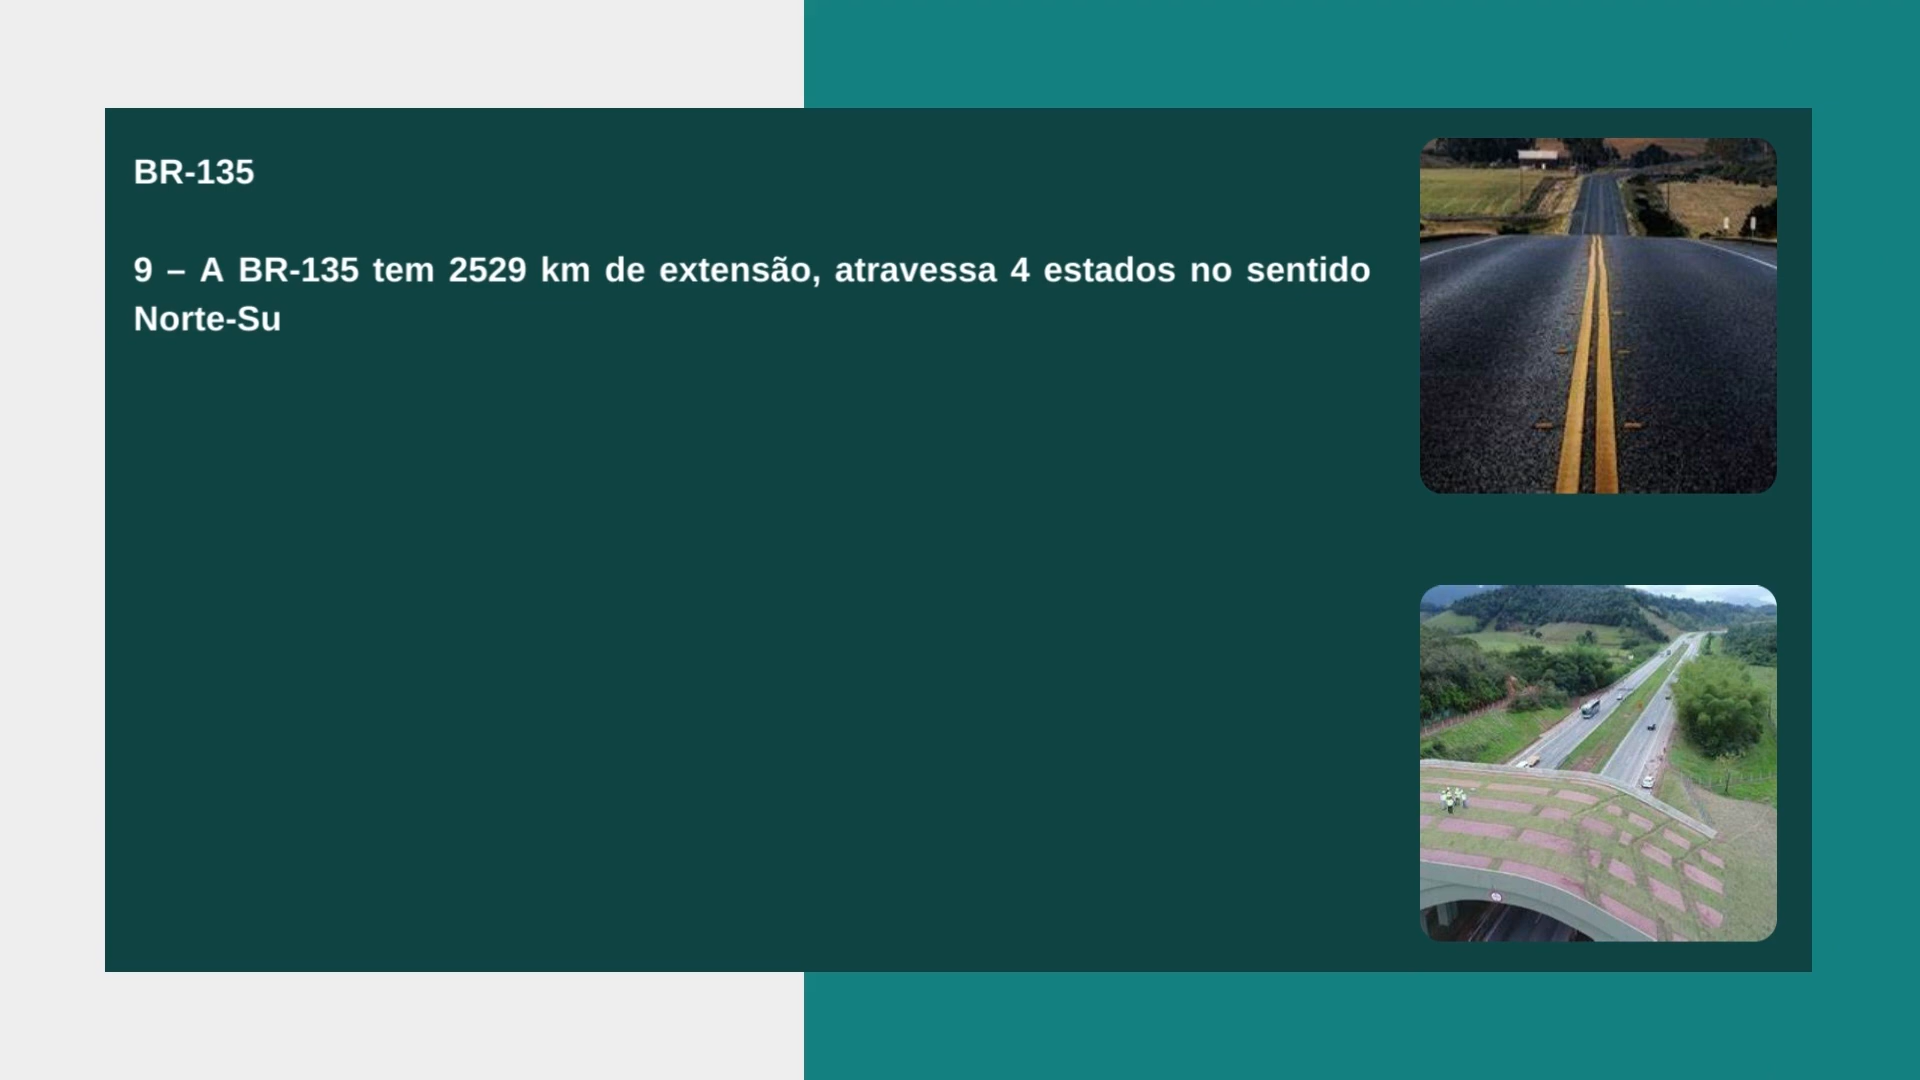 BR-135
9 – A BR-135 tem 2529 km de extensão, atravessa 4 estados no sentido
Norte-Su